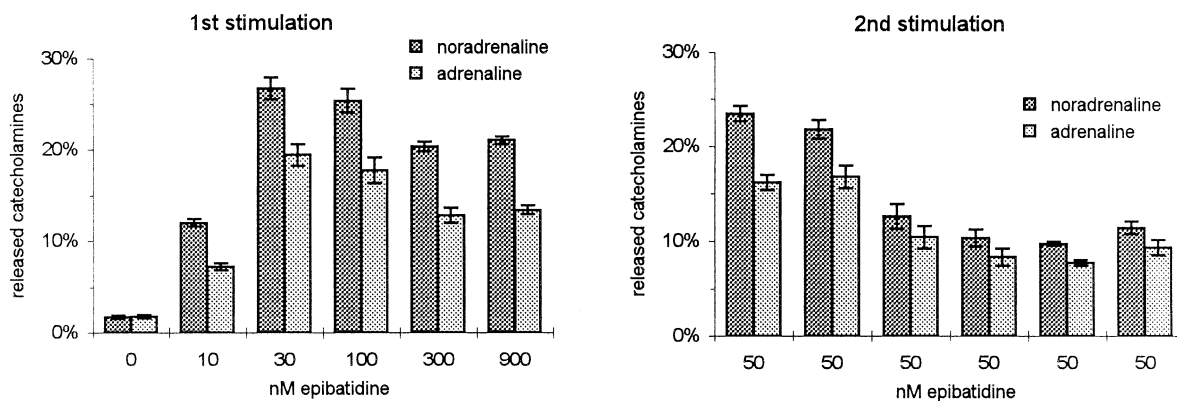 1st stimulation
noradrenaline
adrenaline
released catecholamines
30%
20%
10%
0%
0 10 30 100 300 900
nM epibatidine
2nd stimulation
noradrenaline
adrenaline
released catecholamines
30%
20%
10%
0%
50 50 50 50 50 50
nM epibatidine